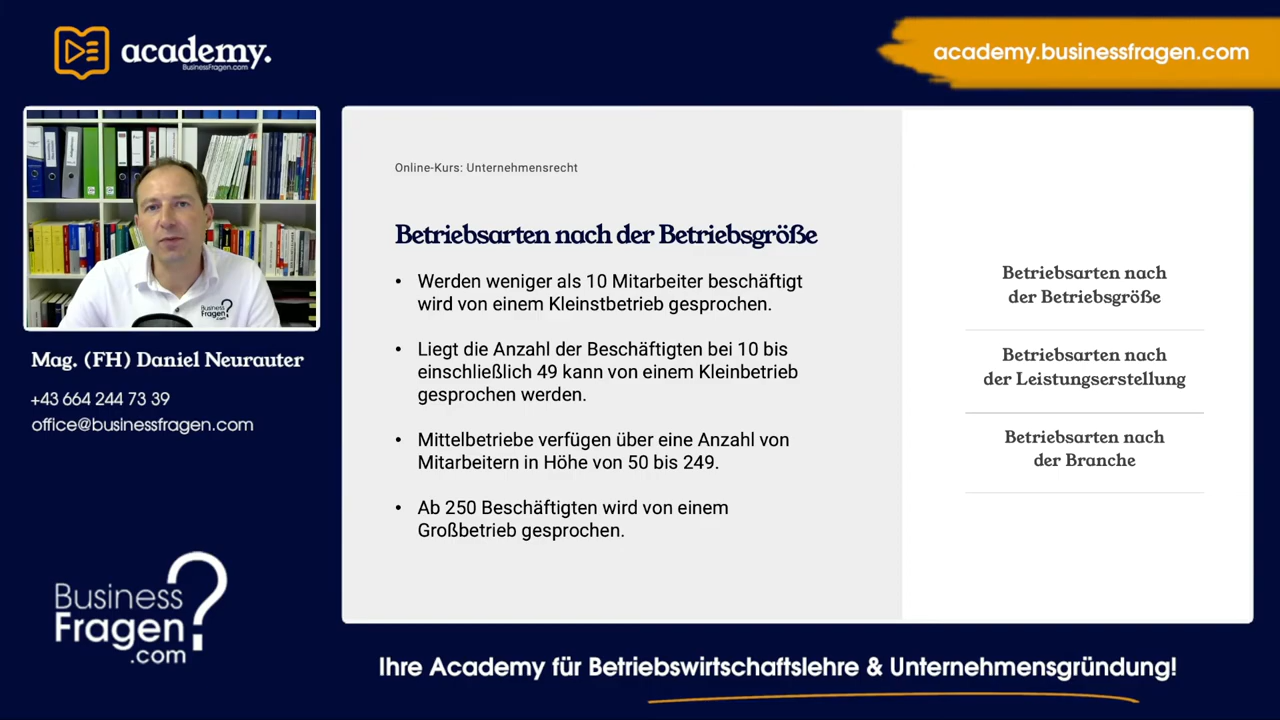 academy.
BusinessFragen.com
academy.businessfragen.com
Business
Fragen
.com
Mag. (FH) Daniel Neurauter
+43 664 244 73 39
office@businessfragen.com
Online-Kurs: Unternehmensrecht
Betriebsarten nach der Betriebsgröße
• Werden weniger als 10 Mitarbeiter beschäftigt
wird von einem Kleinstbetrieb gesprochen.
• Liegt die Anzahl der Beschäftigten bei 10 bis
einschließlich 49 kann von einem Kleinbetrieb
gesprochen werden.
• Mittelbetriebe verfügen über eine Anzahl von
Mitarbeitern in Höhe von 50 bis 249.
• Ab 250 Beschäftigten wird von einem
Großbetrieb gesprochen.
Betriebsarten nach
der Betriebsgröße
Betriebsarten nach
der Leistungserstellung
Betriebsarten nach
der Branche
Business
Fragen ?
.com
Ihre Academy für Betriebswirtschaftslehre & Unternehmensgründung!